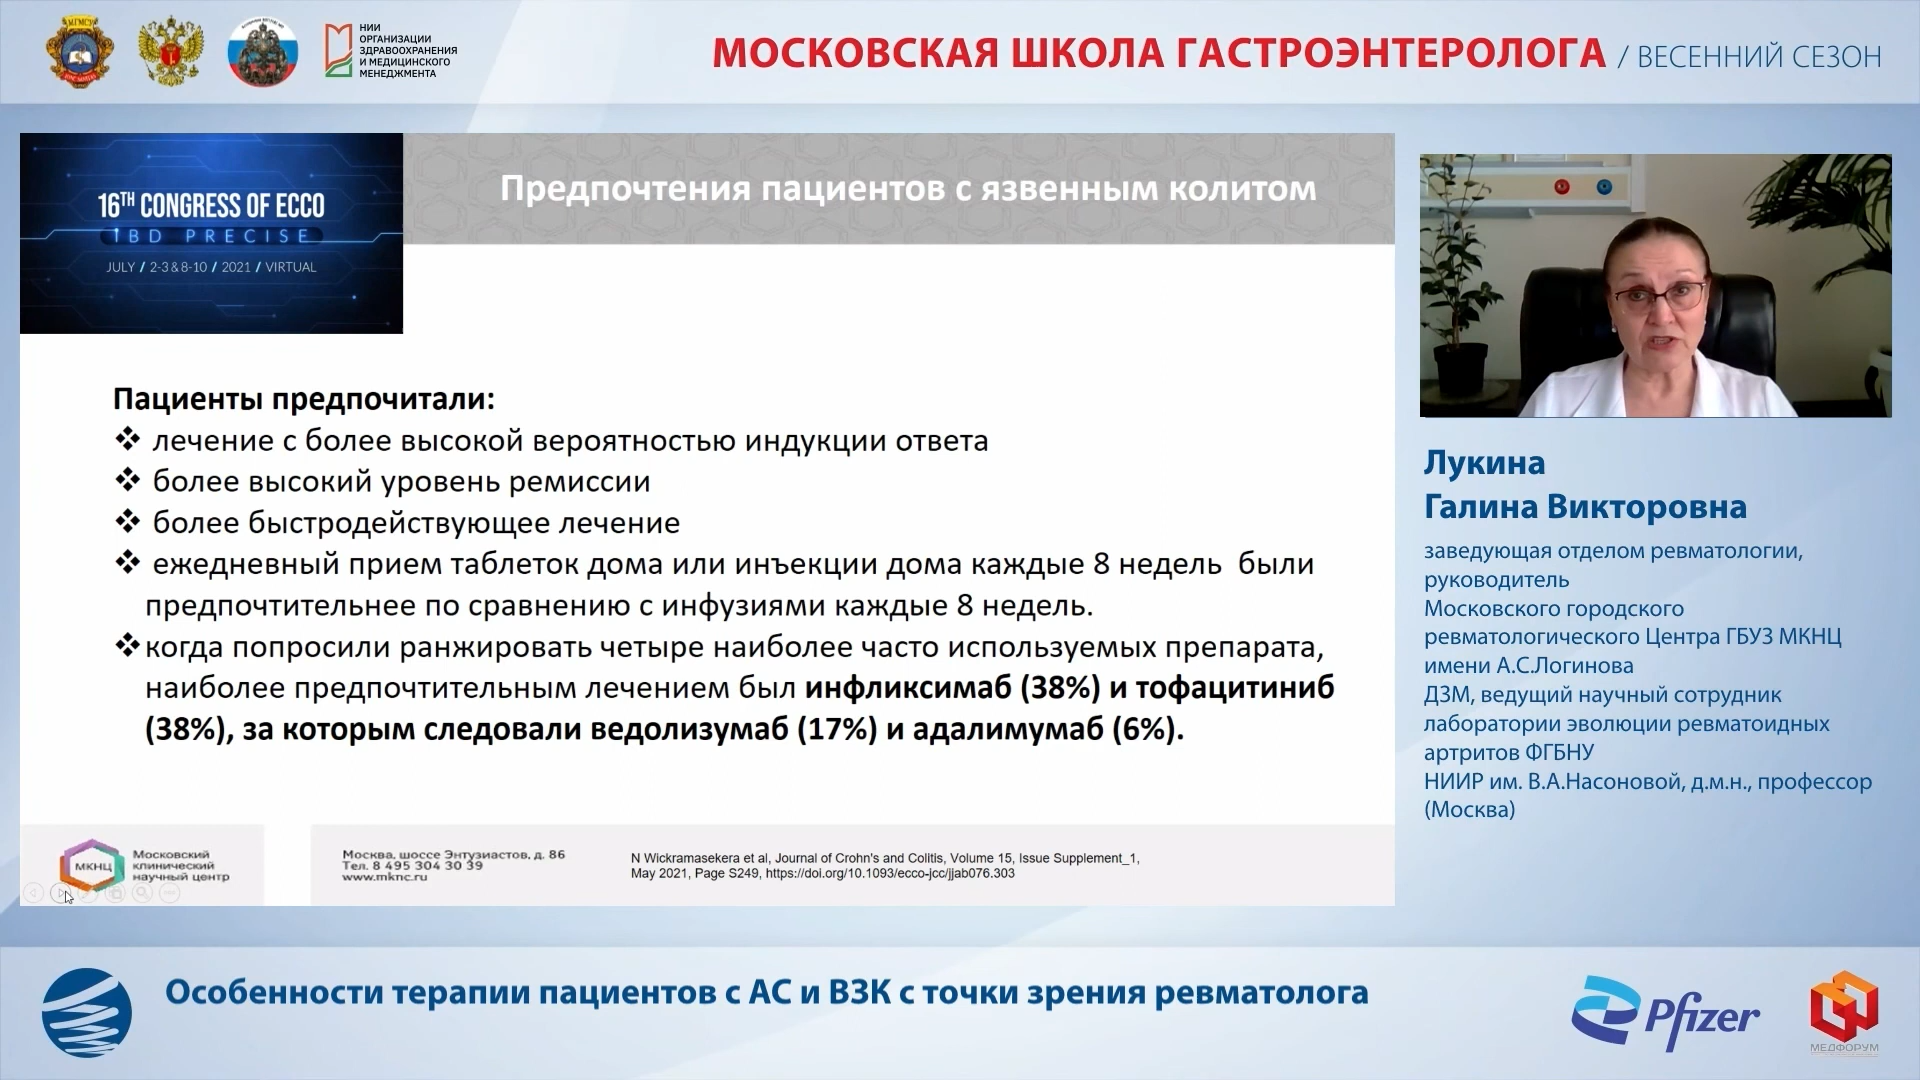 НИИ
ОРГАНИЗАЦИИ
ЗДРАВООХРАНЕНИЯ
И МЕДИЦИНСКОГО
МЕНЕДЖМЕНТА
МОСКОВСКАЯ ШКОЛА ГАСТРОЭНТЕРОЛОГА / ВЕСЕННИЙ СЕЗОН
16TH CONGRESS OF ECCO
IBD PRECISE
JULY / 2-3 & 8-10 / 2021 / VIRTUAL
Предпочтения пациентов с язвенным колитом
Пациенты предпочитали:
❖ лечение с более высокой вероятностью индукции ответа
❖ более высокий уровень ремиссии
❖ более быстродействующее лечение
❖ ежедневный прием таблеток дома или инъекции дома каждые 8 недель были
предпочтительнее по сравнению с инфузиями каждые 8 недель.
❖ когда попросили ранжировать четыре наиболее часто используемых препарата,
наиболее предпочтительным лечением был инфликсимаб (38%) и тофацитиниб
(38%), за которым следовали ведолизумаб (17%) и адалимумаб (6%).
МКНЦ
Московский
клинический
научный центр
Москва, шоссе Энтузиастов, д. 86
Тел. 8 495 304 30 39
www.mknc.ru
N Wickramasekera et al, Journal of Crohn's and Colitis, Volume 15, Issue Supplement_1,
May 2021, Page S249, https://doi.org/10.1093/ecco-jcc/jjab076.303
Лукина
Галина Викторовна
заведующая отделом ревматологии,
руководитель
Московского городского
ревматологического Центра ГБУЗ МКНЦ
имени А.С.Логинова
ДЗМ, ведущий научный сотрудник
лаборатории эволюции ревматоидных
артритов ФГБНУ
НИИР им. В.А.Насоновой, д.м.н., профессор
(Москва)
Особенности терапии пациентов с АС и ВЗК с точки зрения ревматолога
Pfizer
МЕДФОРУМ